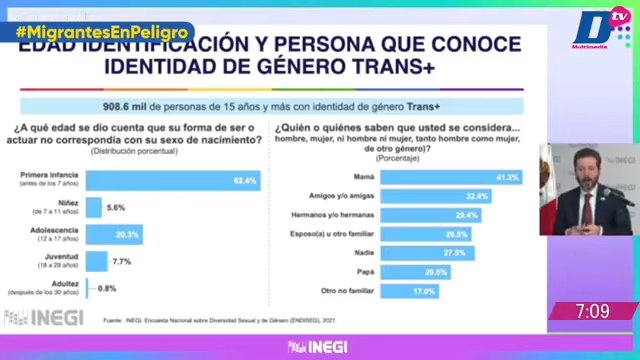 #MigrantesEnPeligro
D tv
Multimedia
EDAD IDENTIFICACIÓN Y PERSONA QUE CONOCE
IDENTIDAD DE GÉNERO TRANS+
908.6 mil de personas de 15 años y más con identidad de género Trans+
¿A qué edad se dio cuenta que su forma de ser o
actuar no correspondía con su sexo de nacimiento?
(Distribución porcentual)
Primera infancia
(antes de los 7 años)
62.4%
Niñez
(de 7 a 11 años)
5.6%
Adolescencia
(12 a 17 años)
20.3%
Juventud
(18 a 29 años)
7.7%
Adultez
(después de los 30 años)
0.8%
¿Quién o quiénes saben que usted se considera...
hombre, mujer, ni hombre ni mujer, tanto hombre como mujer,
de otro género)?
(Porcentaje)
Mamá 41.3%
Amigos y/o amigas 32.4%
Hermanos y/o hermanas 29.4%
Esposo(a) u otro familiar 28.5%
Nadie 27.5%
Papá 20.5%
Otro no familiar 17.0%
INEGI
Fuente: INEGI. Encuesta Nacional sobre Diversidad Sexual y de Género (ENDISEG), 2021.
INEGI
7:09
INEGI